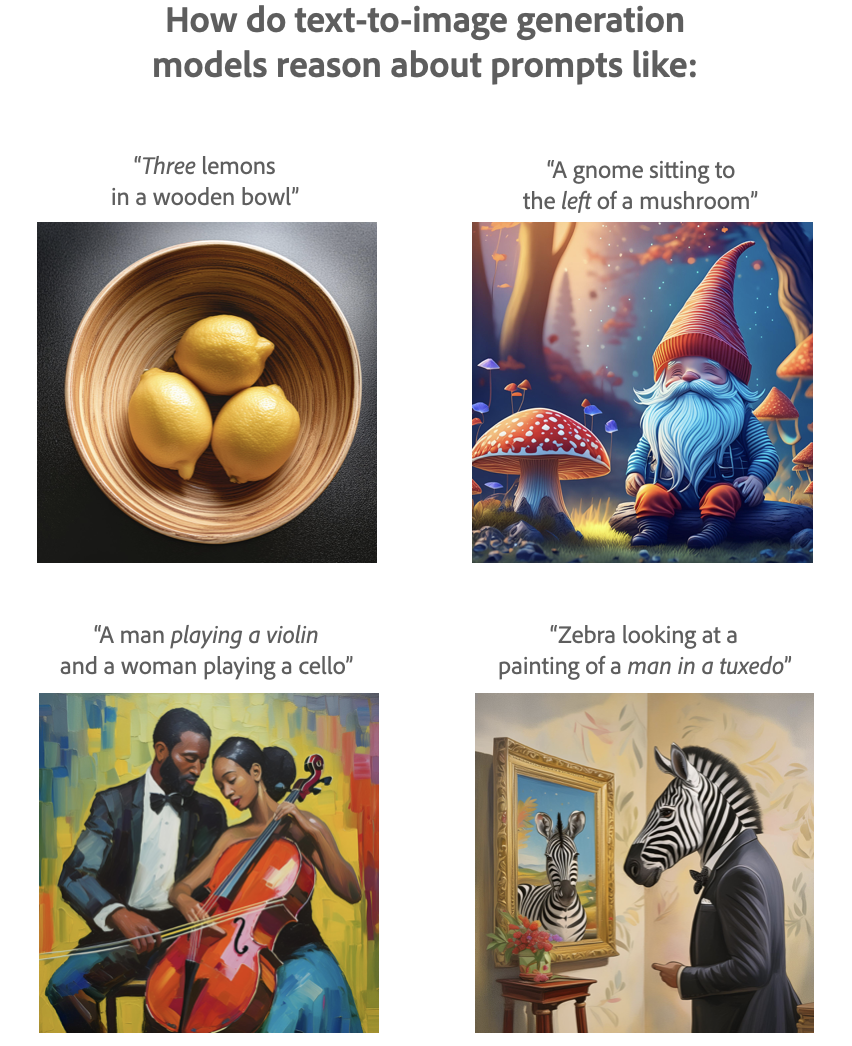 How do text-to-image generation
models reason about prompts like:
“Three lemons
in a wooden bowl”
“A gnome sitting to
the left of a mushroom”
“A man playing a violin
and a woman playing a cello”
“Zebra looking at a
painting of a man in a tuxedo”